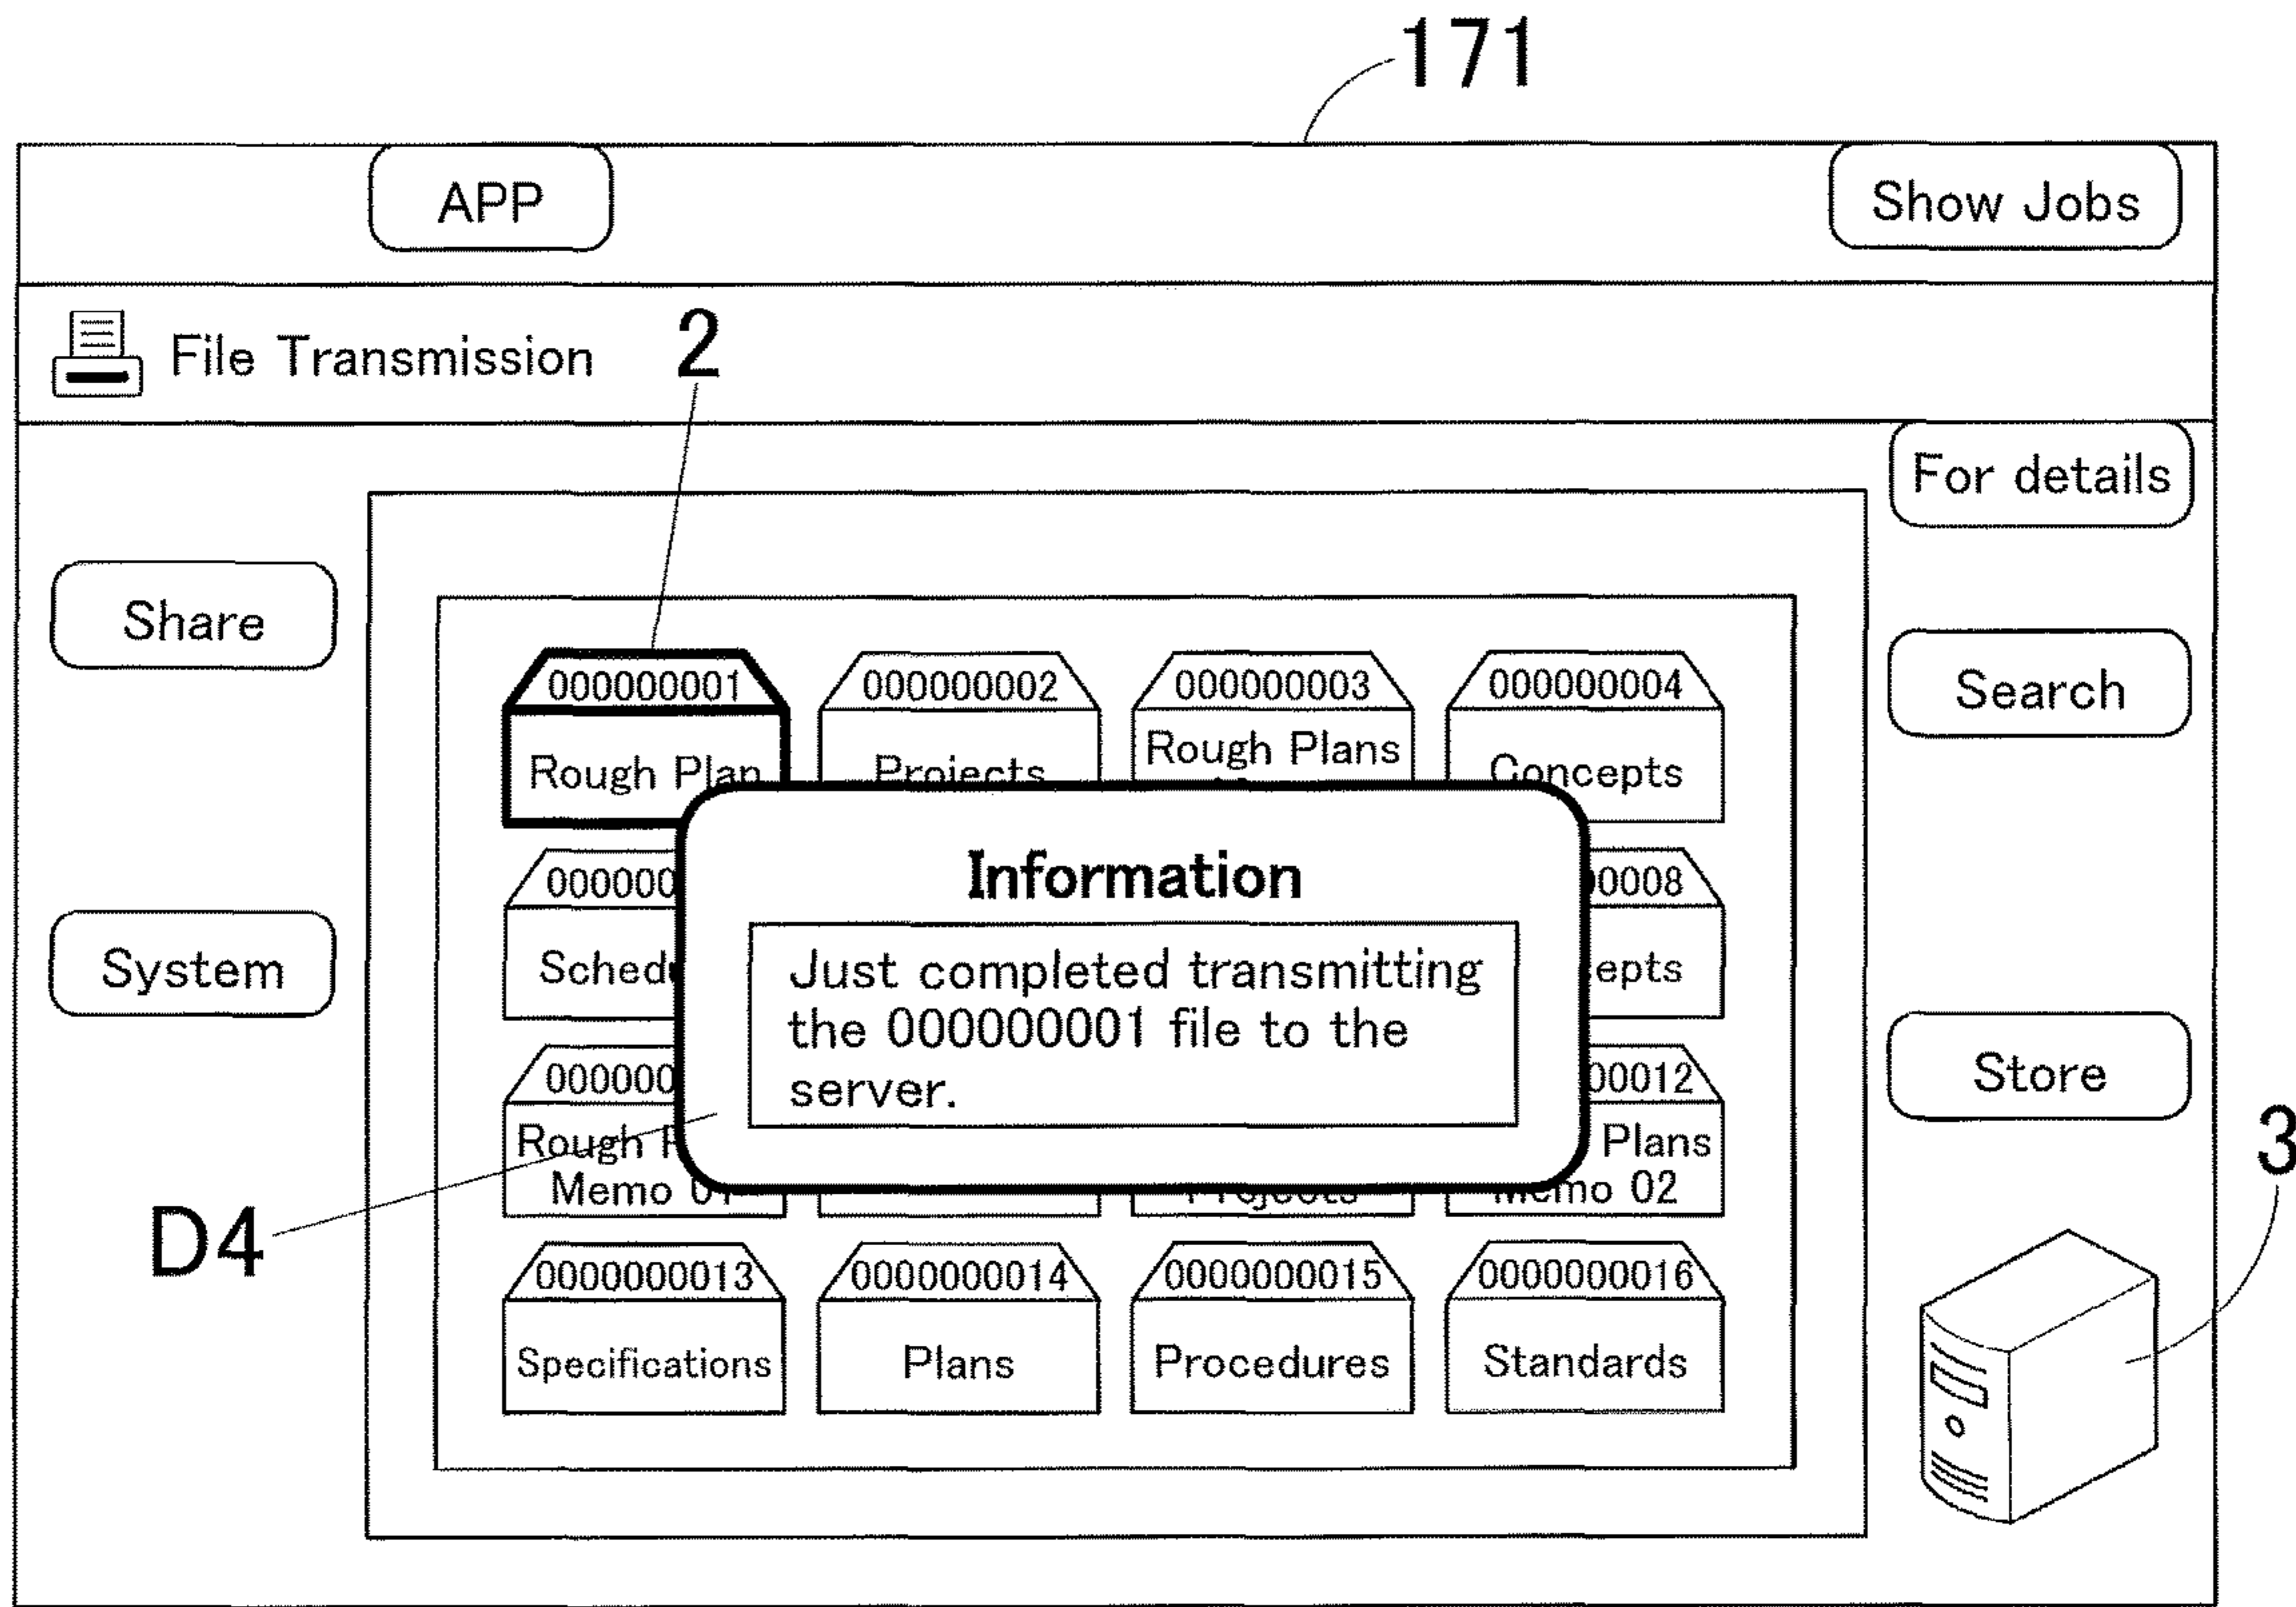 171
APP
Show Jobs
File Transmission
2
For details
Share
Search
000000001
000000002
000000003
000000004
Rough Plan
Projects
Rough Plans
Concepts
Information
Just completed transmitting
the 000000001 file to the
server.
System
Store
3
Plans
Memo 02
D4
0000000013
0000000014
0000000015
0000000016
Specifications
Plans
Procedures
Standards